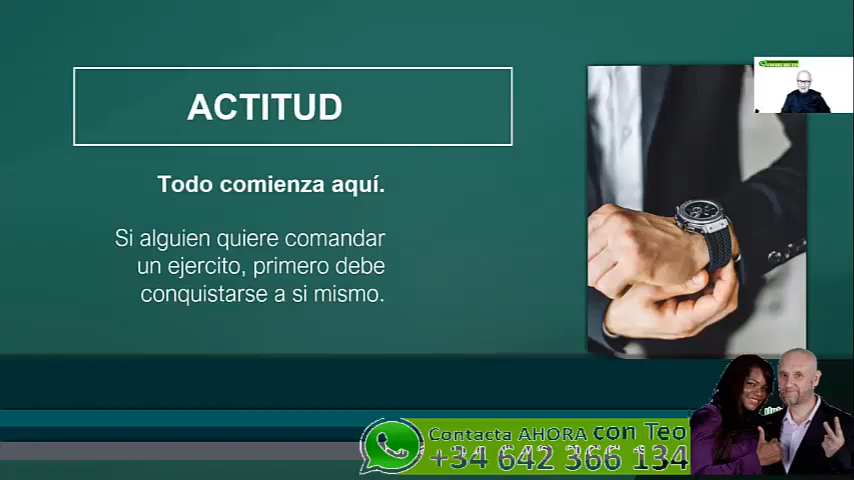 ACTITUD
Todo comienza aquí.
Si alguien quiere comandar
un ejercito, primero debe
conquistarse a si mismo.
Contacta AHORA con Teo
+34 642 366 134